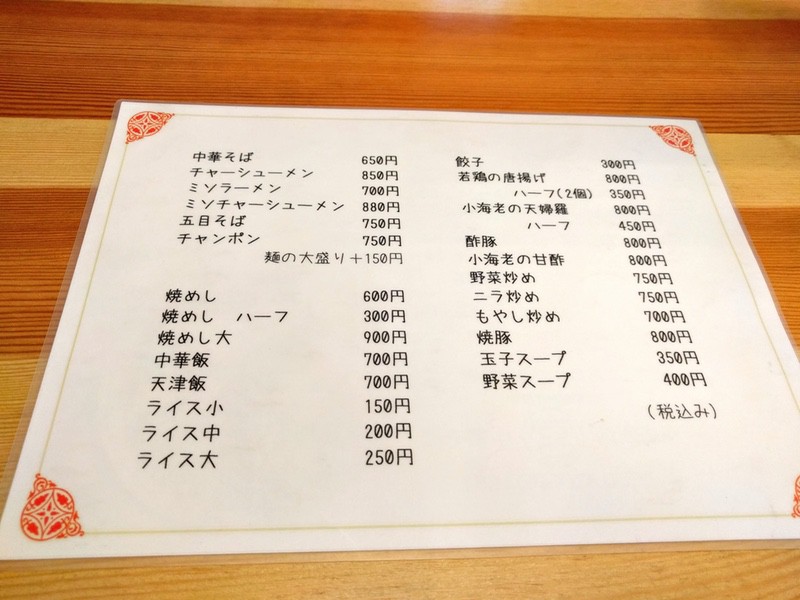 中華そば 650円
チャーシューメン 850円
ミソラーメン 700円
ミソチャーシューメン 880円
五目そば 750円
チャンポン 750円
麺の大盛り＋150円
焼めし 600円
焼めし ハーフ 300円
焼めし大 900円
中華飯 700円
天津飯 700円
ライス小 150円
ライス中 200円
ライス大 250円
餃子 300円
若鶏の唐揚げ 800円
ハーフ(2個) 350円
小海老の天婦羅 800円
ハーフ 450円
酢豚 800円
小海老の甘酢 800円
野菜炒め 750円
ニラ炒め 750円
もやし炒め 700円
焼豚 800円
玉子スープ 350円
野菜スープ 400円
(税込み)